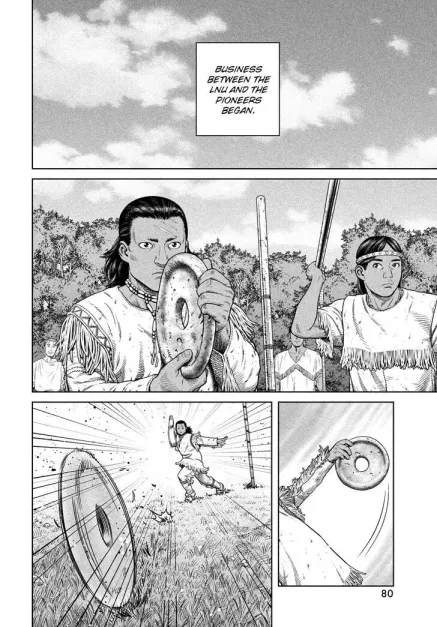 BUSINESS
BETWEEN THE
LNU AND THE
PIONEERS
BEGAN.
80